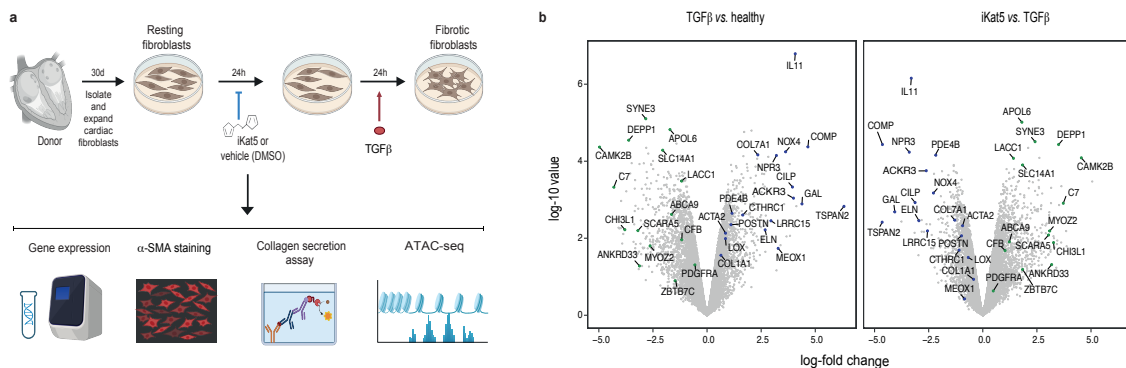 a
Resting
fibroblasts
Fibrotic
fibroblasts
30d
24h
24h
Isolate
and
expand
cardiac
fibroblasts
Donor
iKat5 or
vehicle (DMSO)
TGFβ
Gene expression
α-SMA staining
Collagen secretion
assay
ATAC-seq
b
TGFβ vs. healthy
iKat5 vs. TGFβ
log-10 value
6
4
2
0
IL11
SYNE3
DEPP1
APOL6
CAMK2B
SLC14A1
C7
LACC1
COL7A1
NOX4
COMP
NPR3
CILP
ACKR3
GAL
TSPAN2
ABCA9
PDE4B
CTHRC1
ACTA2
CHI3L1
SCARA5
CFB
POSTN
LRRC15
ANKRD33
MYOZ2
LOX
ELN
COL1A1
MEOX1
PDGFRA
ZBTB7C
-5.0
-2.5
0.0
2.5
5.0
IL11
APOL6
COMP
SYNE3
DEPP1
NPR3
PDE4B
LACC1
CAMK2B
ACKR3
SLC14A1
NOX4
CILP
C7
GAL
ELN
COL7A1
ACTA2
ABCA9
MYOZ2
TSPAN2
LRRC15
POSTN
CFB
SCARA5
CHI3L1
CTHRC1
LOX
COL1A1
ANKRD33
PDGFRA
MEOX1
ZBTB7C
-5.0
-2.5
0.0
2.5
5.0
log-fold change